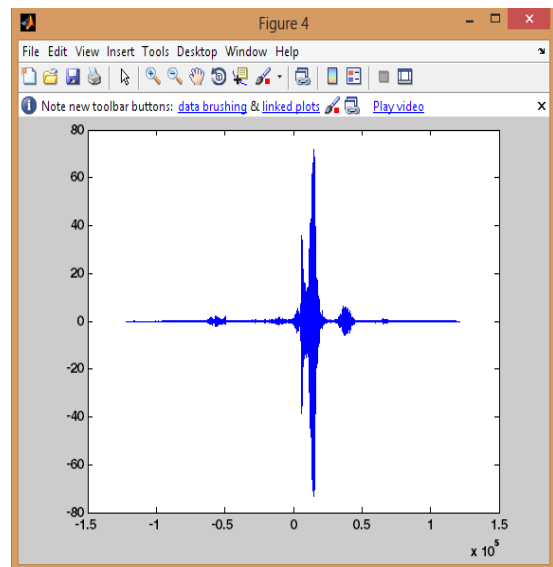 Figure 4
File Edit View Insert Tools Desktop Window Help
Note new toolbar buttons: data brushing & linked plots Play video
80
60
40
20
0
-20
-40
-60
-80
-1.5 -1 -0.5 0 0.5 1 1.5
x 10^5